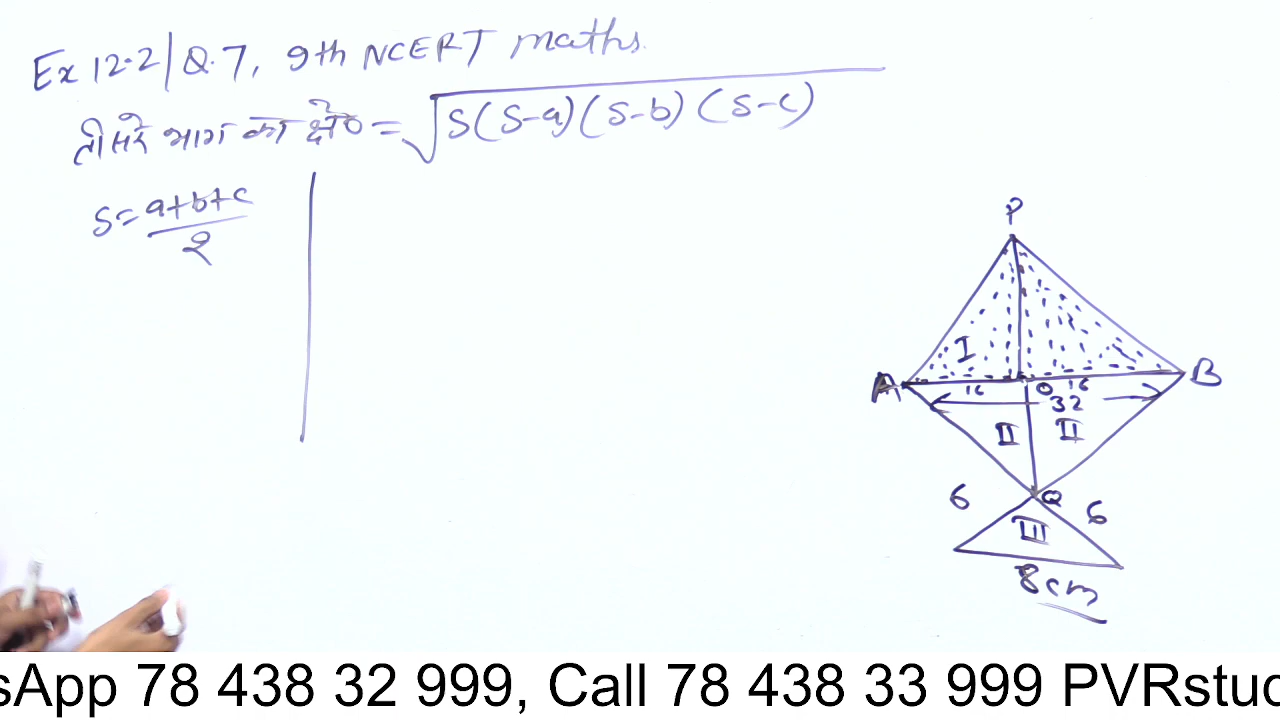 Ex 12.2 | Q.7, 9th NCERT maths.
तीसरे भाग का क्षे० = √S(S-a)(S-b)(S-c)
S = a+b+c
2
P
I
A
B
16
O
16
32
II
II
6
Q
6
III
8cm
sApp 78 438 32 999, Call 78 438 33 999 PVRstuc